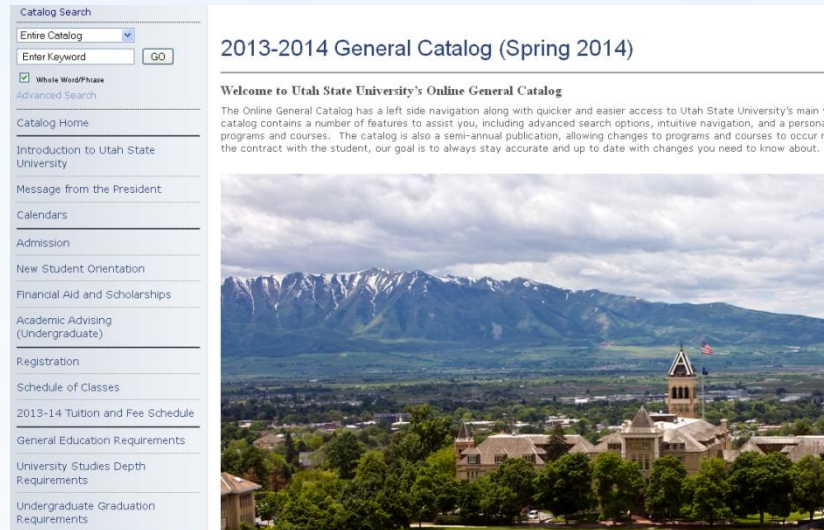 Catalog Search
Entire Catalog
Enter Keyword
GO
Whole Word/Phrase
Advanced Search
Catalog Home
Introduction to Utah State
University
Message from the President
Calendars
Admission
New Student Orientation
Financial Aid and Scholarships
Academic Advising
(Undergraduate)
Registration
Schedule of Classes
2013-14 Tuition and Fee Schedule
General Education Requirements
University Studies Depth
Requirements
Undergraduate Graduation
Requirements
2013-2014 General Catalog (Spring 2014)
Welcome to Utah State University's Online General Catalog
The Online General Catalog has a left side navigation along with quicker and easier access to Utah State University's main
catalog contains a number of features to assist you, including advanced search options, intuitive navigation, and a
programs and courses. The catalog is also a semi-annual publication, allowing changes to programs and courses to occur
the contract with the student, our goal is to always stay accurate and up to date with changes you need to know about.